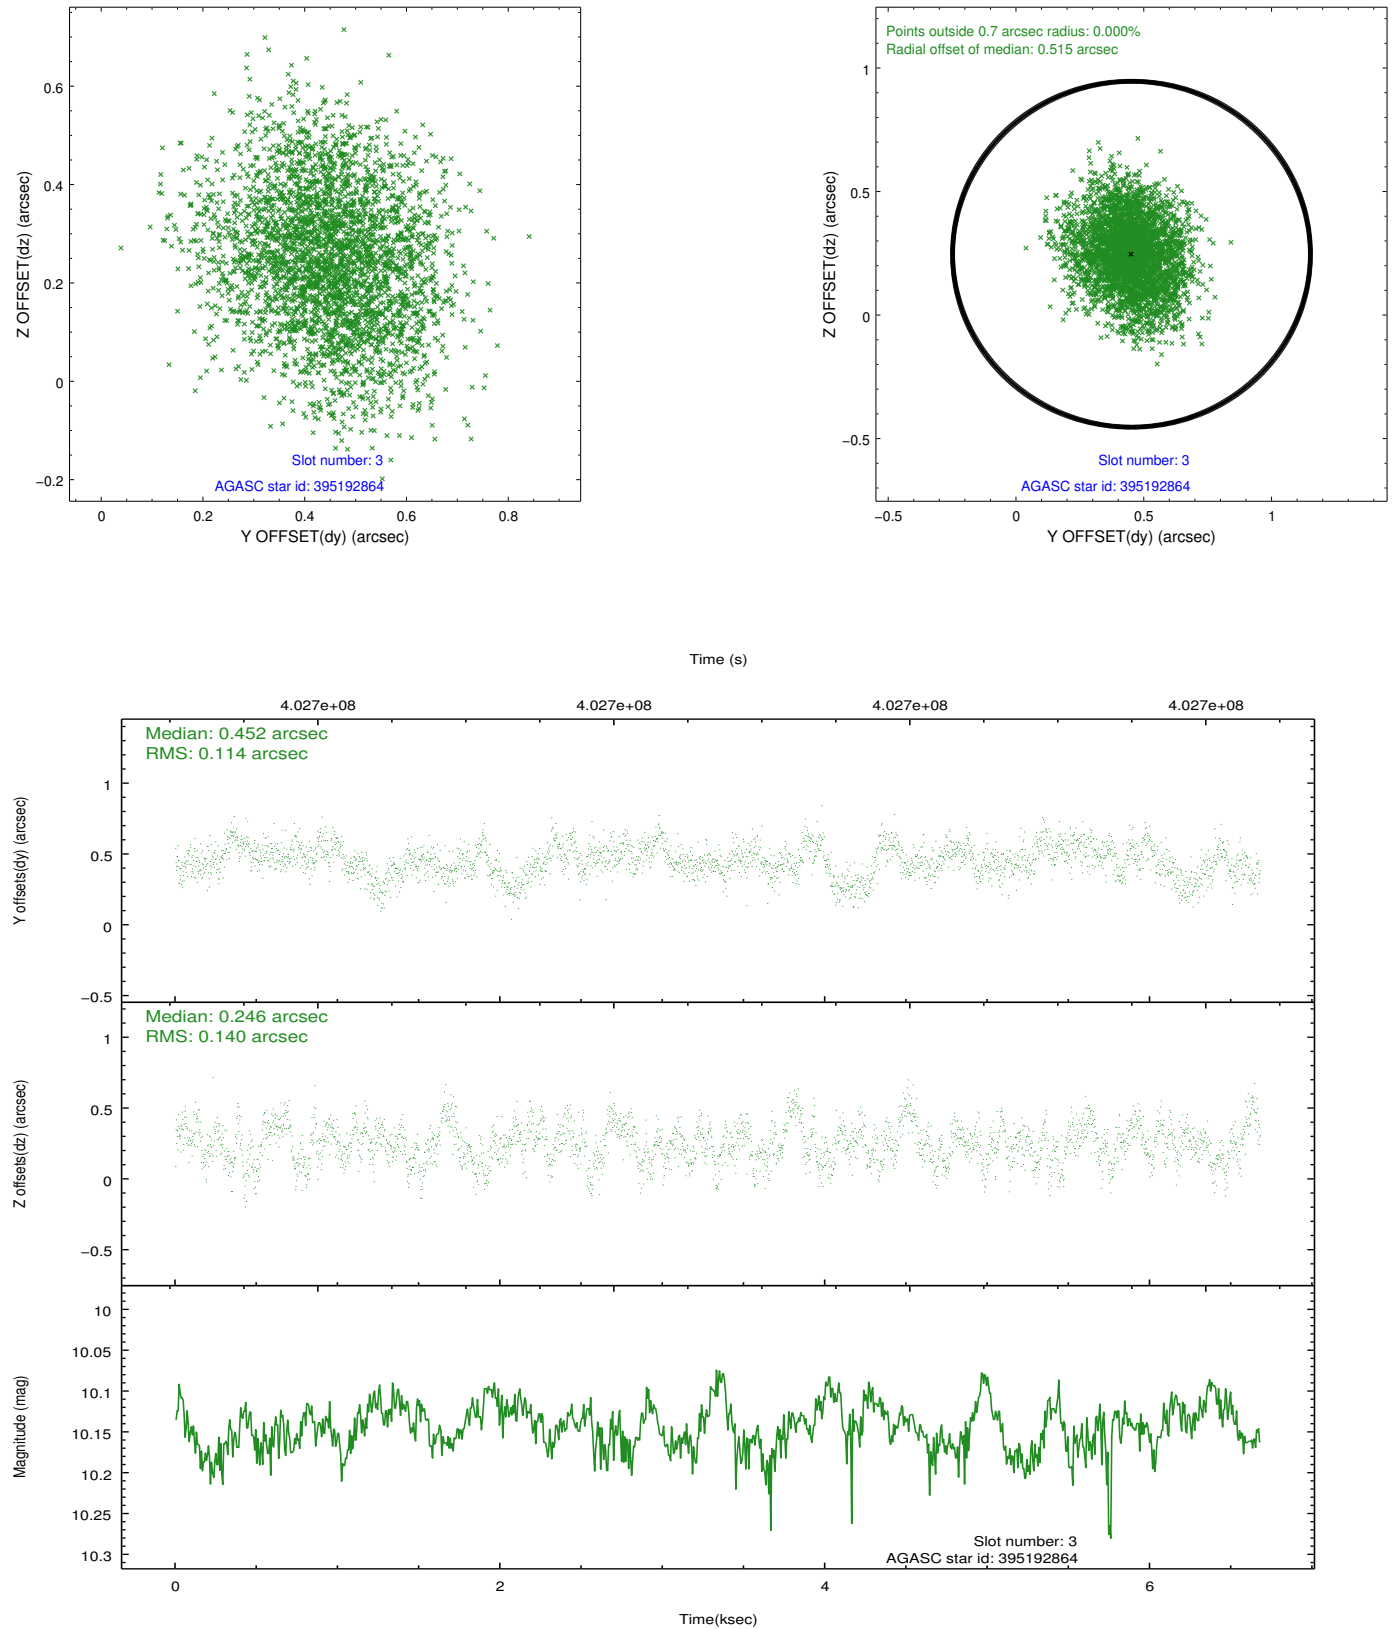 Z OFFSET(dz) (arcsec)
0.6
0.4
0.2
0
−0.2
Slot number: 3
AGASC star id: 395192864
0
0.2
0.4
0.6
0.8
Y OFFSET(dy) (arcsec)
Points outside 0.7 arcsec radius: 0.000%
Radial offset of median: 0.515 arcsec
Z OFFSET(dz) (arcsec)
1
0.5
0
−0.5
Slot number: 3
AGASC star id: 395192864
−0.5
0
0.5
1
Y OFFSET(dy) (arcsec)
Time (s)
4.027e+08
4.027e+08
4.027e+08
4.027e+08
Median: 0.452 arcsec
RMS: 0.114 arcsec
Y offsets(dy) (arcsec)
1
0.5
0
−0.5
Median: 0.246 arcsec
RMS: 0.140 arcsec
Z offsets(dz) (arcsec)
1
0.5
0
−0.5
Magnitude (mag)
10
10.05
10.1
10.15
10.2
10.25
10.3
Slot number: 3
AGASC star id: 395192864
0
2
4
6
Time(ksec)